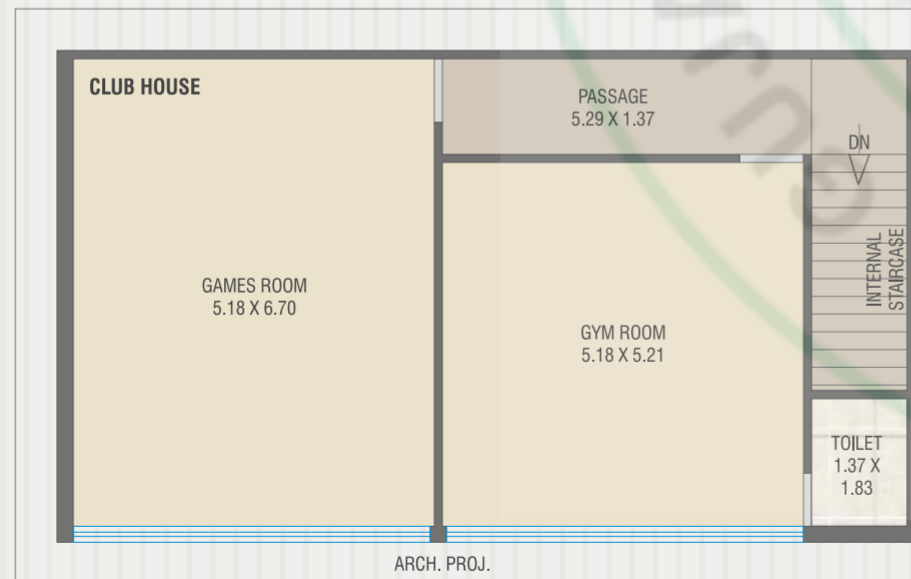 CLUB HOUSE
PASSAGE
5.29 X 1.37
DN
INTERNAL
STAIRCASE
GAMES ROOM
5.18 X 6.70
GYM ROOM
5.18 X 5.21
TOILET
1.37 X
1.83
ARCH. PROJ.